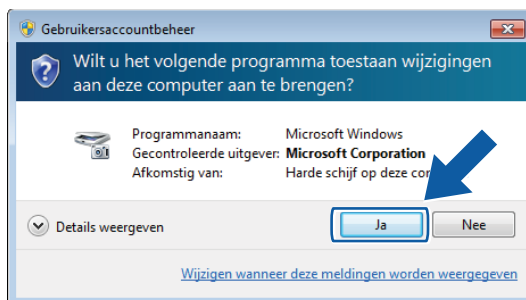 Gebruikersaccountbeheer
Wilt u het volgende programma toestaan wijzigingen
aan deze computer aan te brengen?
Programmanaam: Microsoft Windows
Gecontroleerde uitgever: Microsoft Corporation
Afkomstig van: Harde schijf op deze
Details weergeven
Ja
Nee
Wijzigen wanneer deze meldingen worden weergegeven